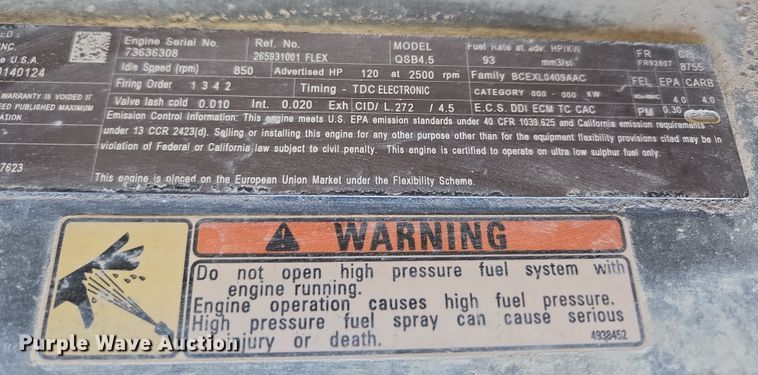 INC.
U.S.A.
Engine Serial No.
73636308
Ref. No.
265931001 FLEX
MODEL
QSB4.5
Fuel Rate at adv. HP/KW
93 mm3/st
FR
FR92807
CPL
8755
Idle Speed (rpm) 850 Advertised HP 120 at 2500 rpm
Family BCEXL0409AAC
FEL EPA CARB
Firing Order 1 3 4 2
Timing - TDC ELECTRONIC
CATEGORY 000 - 000 KW
4.0 4.0
WARRANTY IS VOIDED IF
Valve lash cold 0.010 Int. 0.020 Exh CID/ L. 272 / 4.5
E.C.S. DDI ECM TC CAC
PM 0.30
PUBLISHED MAXIMUM
Emission Control Information: This engine meets U.S. EPA emission standards under 40 CFR 1039.625 and California emission requirements
under 13 CCR 2423(d). Selling or installing this engine for any other purpose other than for the equipment flexibility provisions cited may be in
violation of Federal or California law subject to civil penalty. This engine is certified to operate on ultra low sulphur fuel only.
7623
This engine is placed on the European Union Market under the Flexibility Scheme.
WARNING
Do not open high pressure fuel system with
engine running.
Engine operation causes high fuel pressure.
High pressure fuel spray can cause serious
injury or death.
4938452
Purple Wave Auction